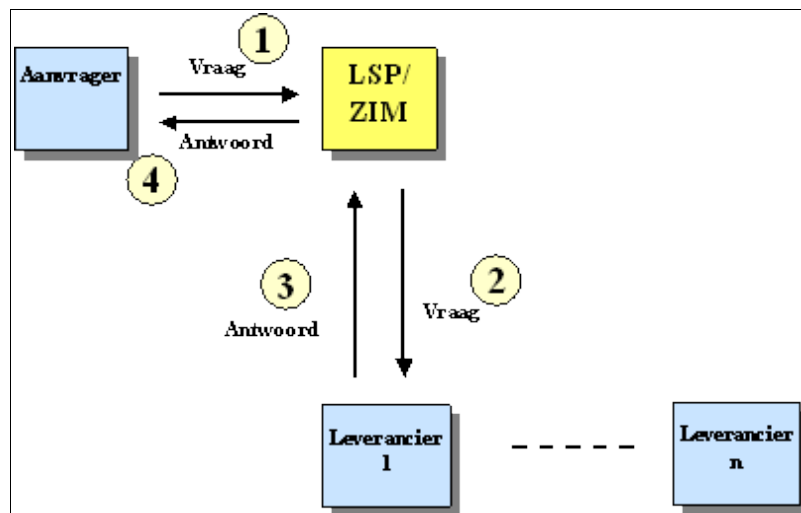 1
Aanvrager
Vraag
LSP/
ZIM
Antwoord
4
3
2
Vraag
Antwoord
Leverancier
1
Leverancier
n